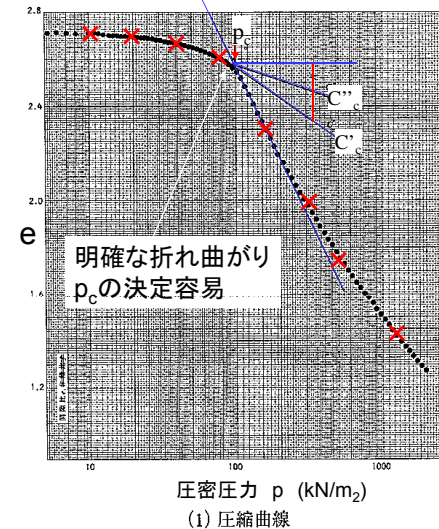 2.8
p_c
2.4
C''_c
c
C'_c
2.0
e
明確な折れ曲がり
p_cの決定容易
1.6
1.2
10
100
1000
圧密圧力 p (kN/m₂)
(1) 圧縮曲線